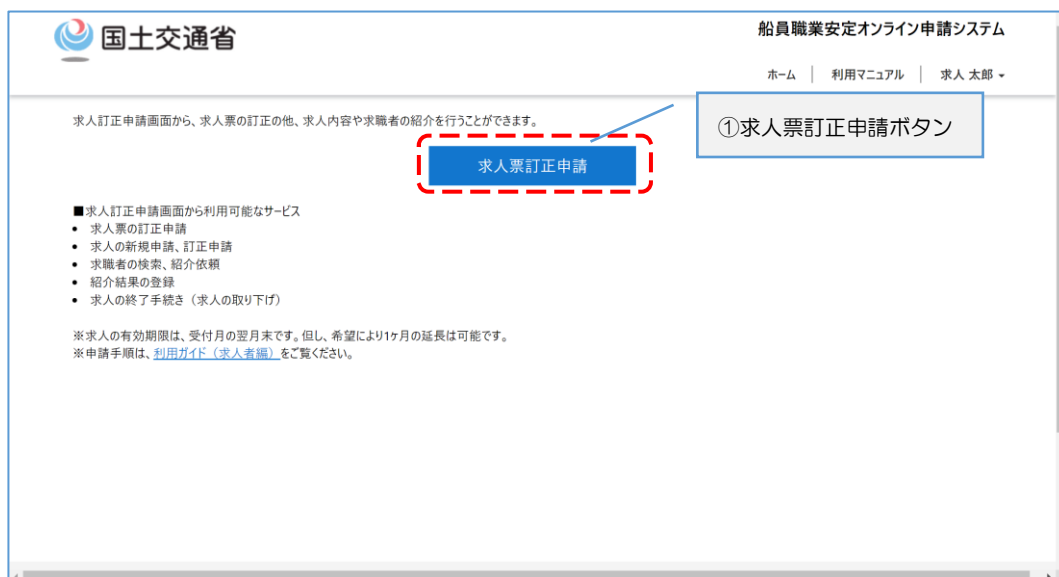 国土交通省
船員職業安定オンライン申請システム
ホーム │ 利用マニュアル │ 求人 太郎
求人訂正申請画面から、求人票の訂正の他、求人内容や求職者の紹介を行うことができます。
①求人票訂正申請ボタン
求人票訂正申請
■求人訂正申請画面から利用可能なサービス
• 求人票の訂正申請
• 求人の新規申請、訂正申請
• 求職者の検索、紹介依頼
• 紹介結果の登録
• 求人の終了手続き（求人の取り下げ）
※求人の有効期限は、受付月の翌月末です。但し、希望により1ヶ月の延長は可能です。
※申請手順は、利用ガイド（求人者編）をご覧ください。